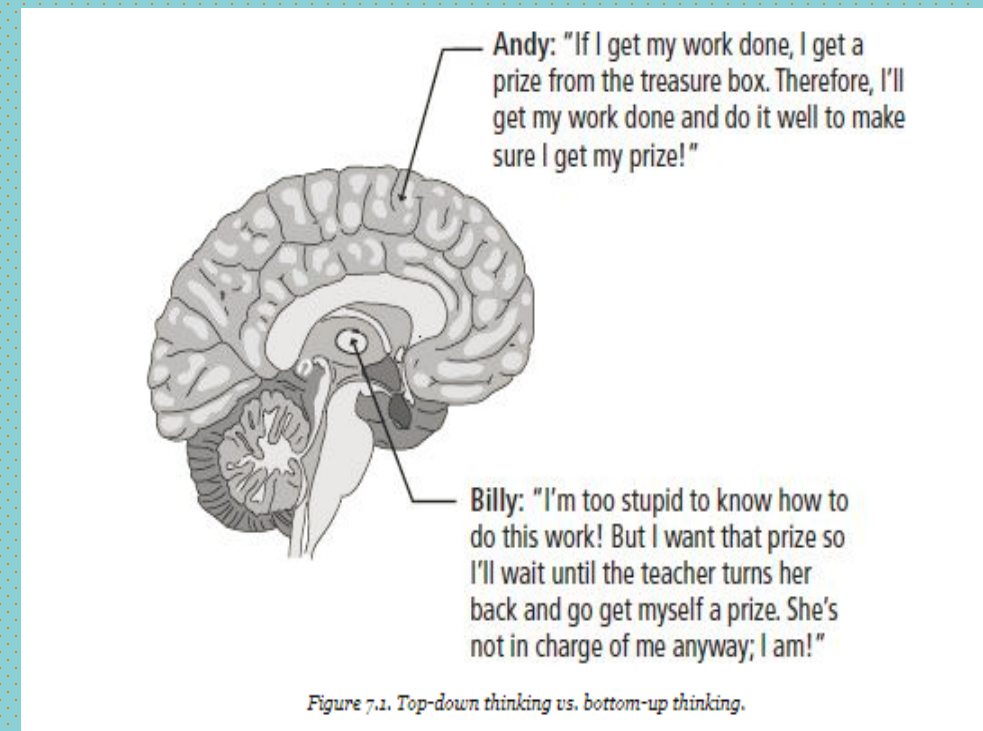 Andy: “If I get my work done, I get a
prize from the treasure box. Therefore, I’ll
get my work done and do it well to make
sure I get my prize!”
Billy: “I’m too stupid to know how to
do this work! But I want that prize so
I’ll wait until the teacher turns her
back and go get myself a prize. She’s
not in charge of me anyway; I am!”
Figure 7.1. Top-down thinking vs. bottom-up thinking.